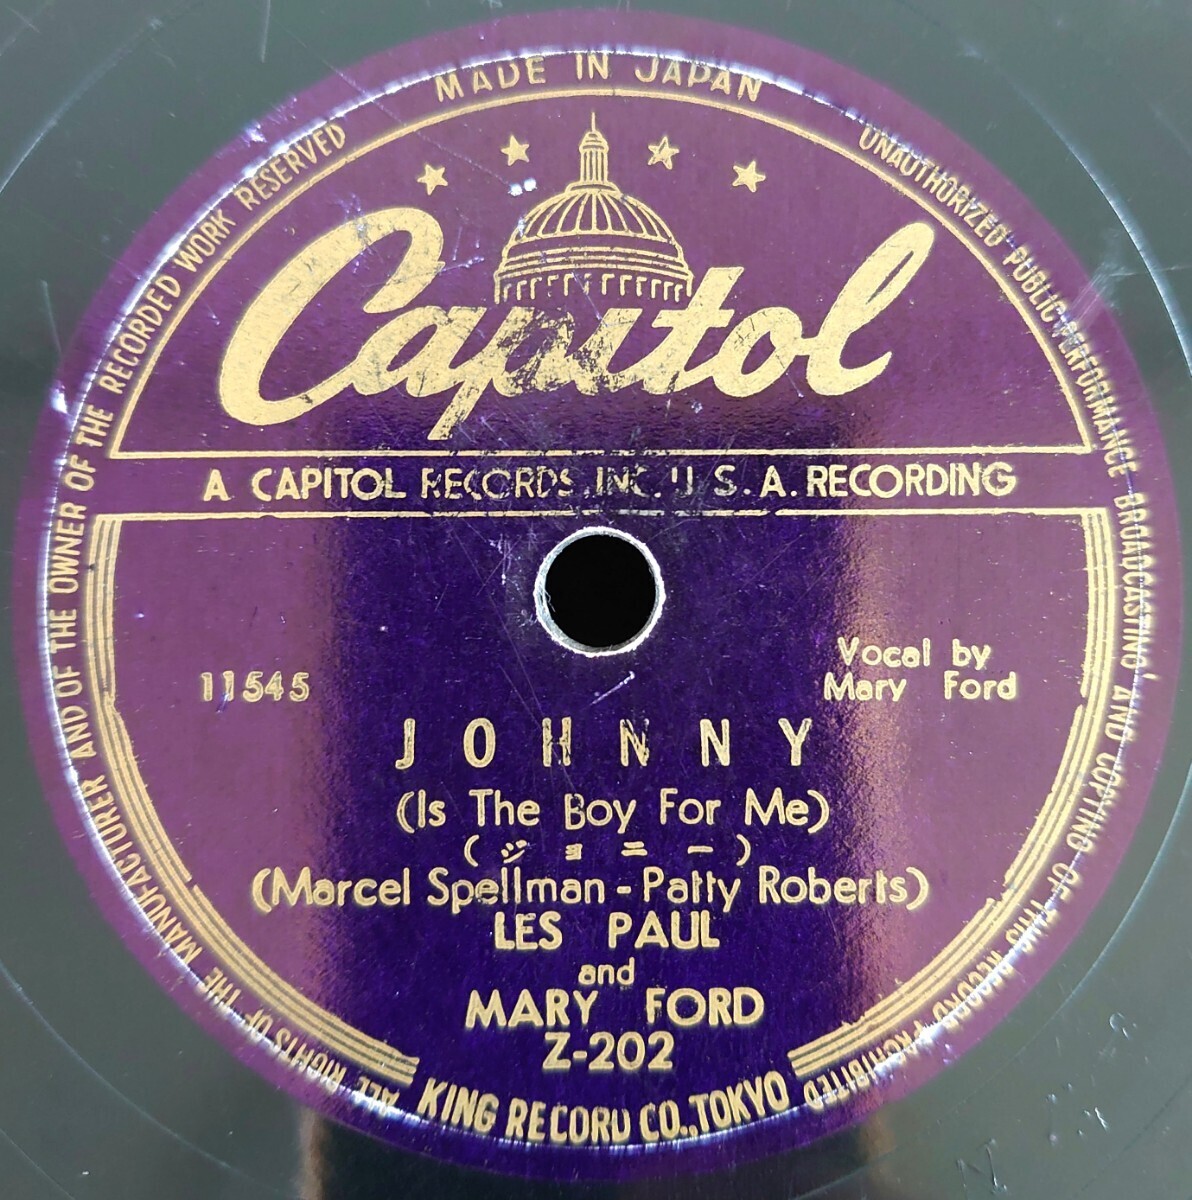 MADE IN JAPAN
ALL RIGHTS OF THE MANUFACTURER AND OF THE OWNER OF THE RECORDED WORK RESERVED
UNAUTHORIZED PUBLIC PERFORMANCE BROADCASTING AND COPYING OF THIS RECORD PROHIBITED
Capitol
A CAPITOL RECORDS, INC. U.S.A. RECORDING
11545
Vocal by
Mary Ford
JOHNNY
(Is The Boy For Me)
(ジョニー)
(Marcel Spellman - Patty Roberts)
LES PAUL
and
MARY FORD
Z-202
KING RECORD CO., TOKYO